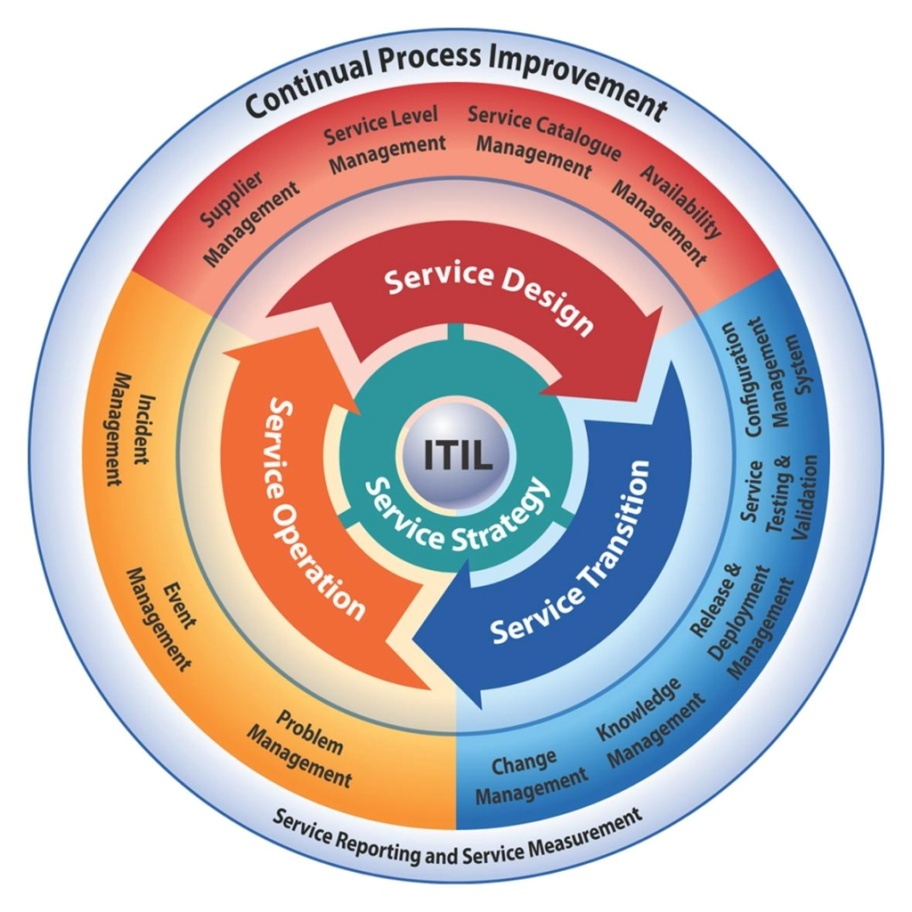 Continual Process Improvement
Supplier
Management
Service Level
Management
Service Catalogue
Management
Availability
Management
Configuration
Management
System
Service
Testing &
Validation
Release &
Deployment
Management
Knowledge
Management
Change
Management
Problem
Management
Event
Management
Incident
Management
Service Design
Service Transition
Service Operation
Service Strategy
ITIL
Service Reporting and Service Measurement